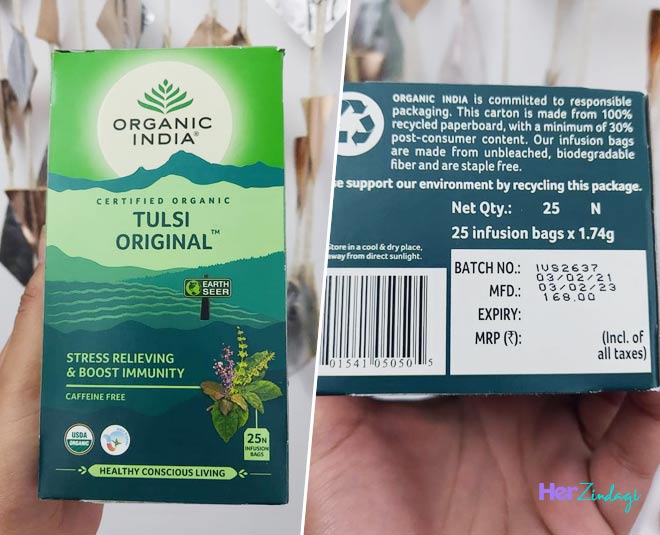 ORGANIC
INDIA®
CERTIFIED ORGANIC
TULSI
ORIGINAL™
EARTH
SEER
STRESS RELIEVING
& BOOST IMMUNITY
CAFFEINE FREE
USDA
ORGANIC
25N
INFUSION
BAGS
HEALTHY CONSCIOUS LIVING
ORGANIC INDIA is committed to responsible
packaging. This carton is made from 100%
recycled paperboard, with a minimum of 30%
post-consumer content. Our infusion bags
are made from unbleached, biodegradable
fiber and are staple free.
se support our environment by recycling this package.
Net Qty.: 25 N
25 infusion bags x 1.74g
Store in a cool & dry place,
away from direct sunlight.
BATCH NO.: IVS2637
MFD.: 03/02/21
EXPIRY: 03/02/23
MRP (₹): 168.00 (Incl. of
all taxes)
01541 05050 5
HerZindagi